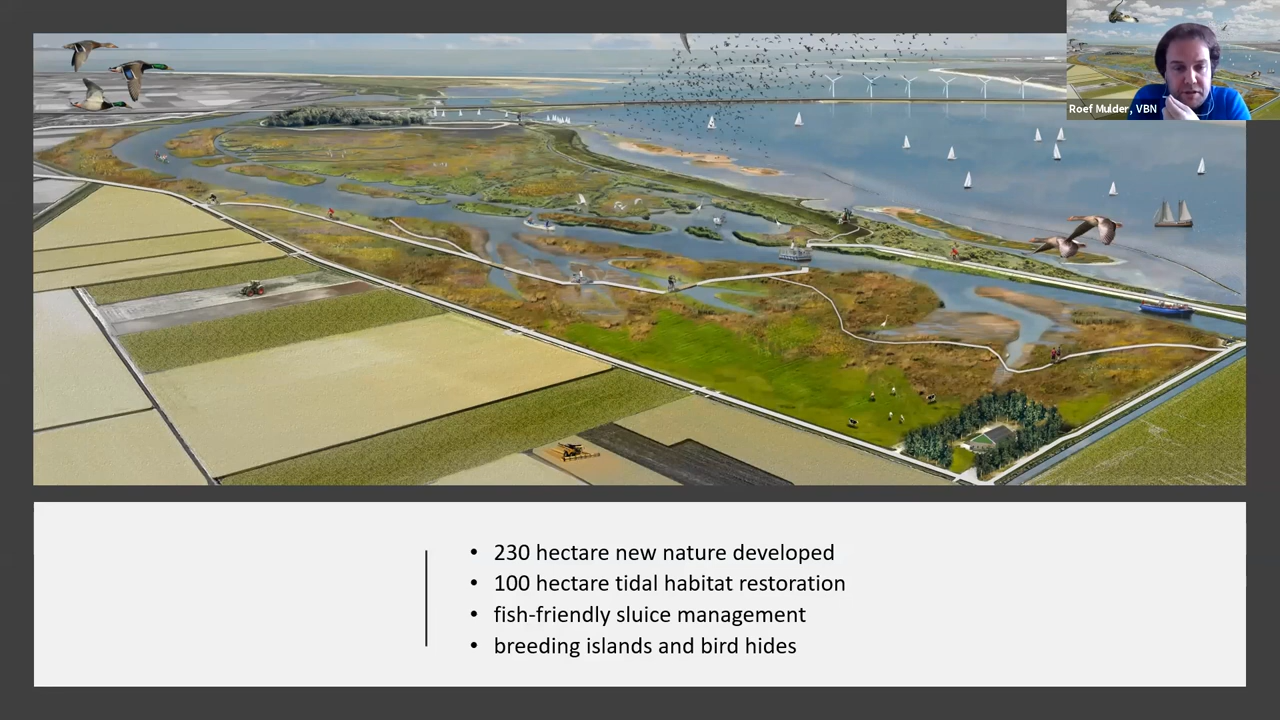 Roef Mulder, VBN
• 230 hectare new nature developed
• 100 hectare tidal habitat restoration
• fish-friendly sluice management
• breeding islands and bird hides